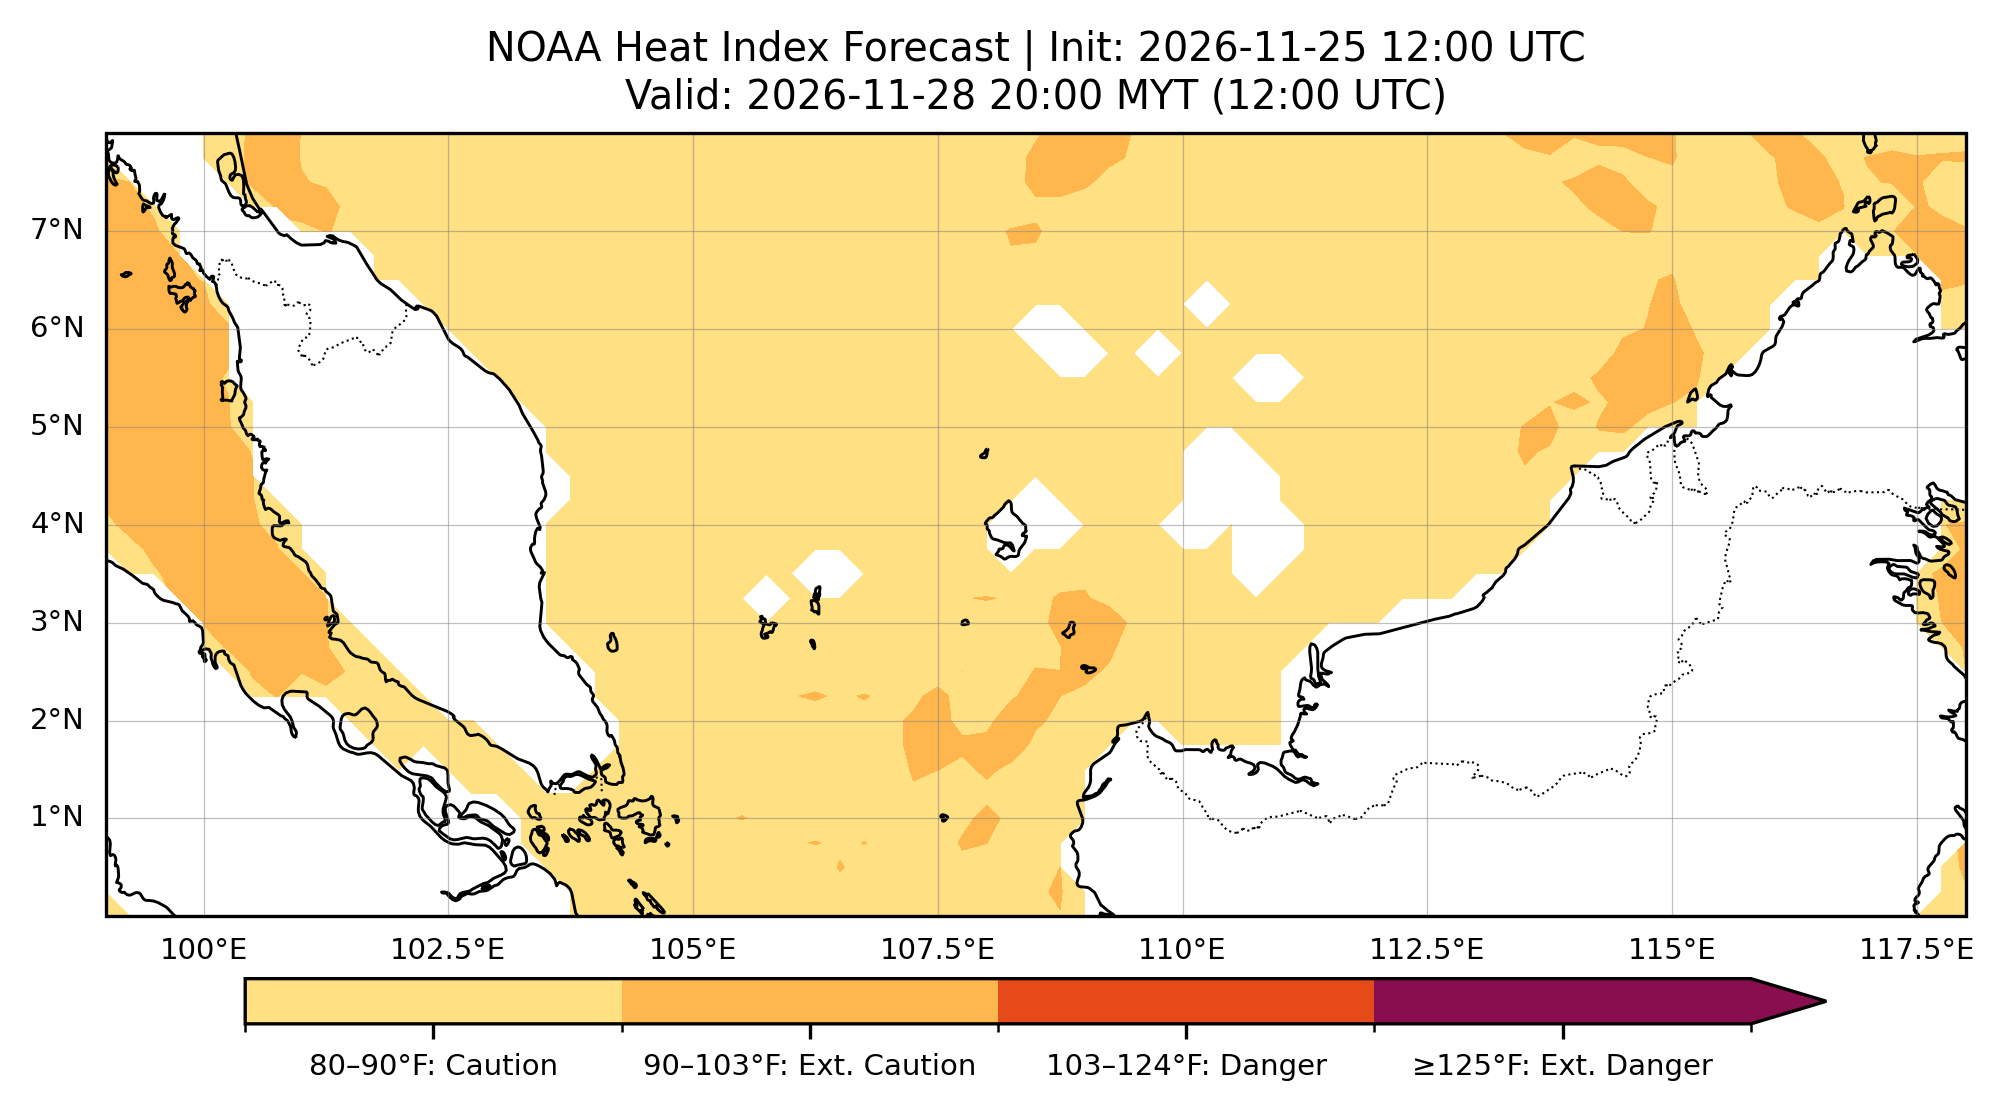 NOAA Heat Index Forecast | Init: 2026-11-25 12:00 UTC
Valid: 2026-11-28 20:00 MYT (12:00 UTC)
7°N
6°N
5°N
4°N
3°N
2°N
1°N
100°E
102.5°E
105°E
107.5°E
110°E
112.5°E
115°E
117.5°E
80–90°F: Caution
90–103°F: Ext. Caution
103–124°F: Danger
≥125°F: Ext. Danger